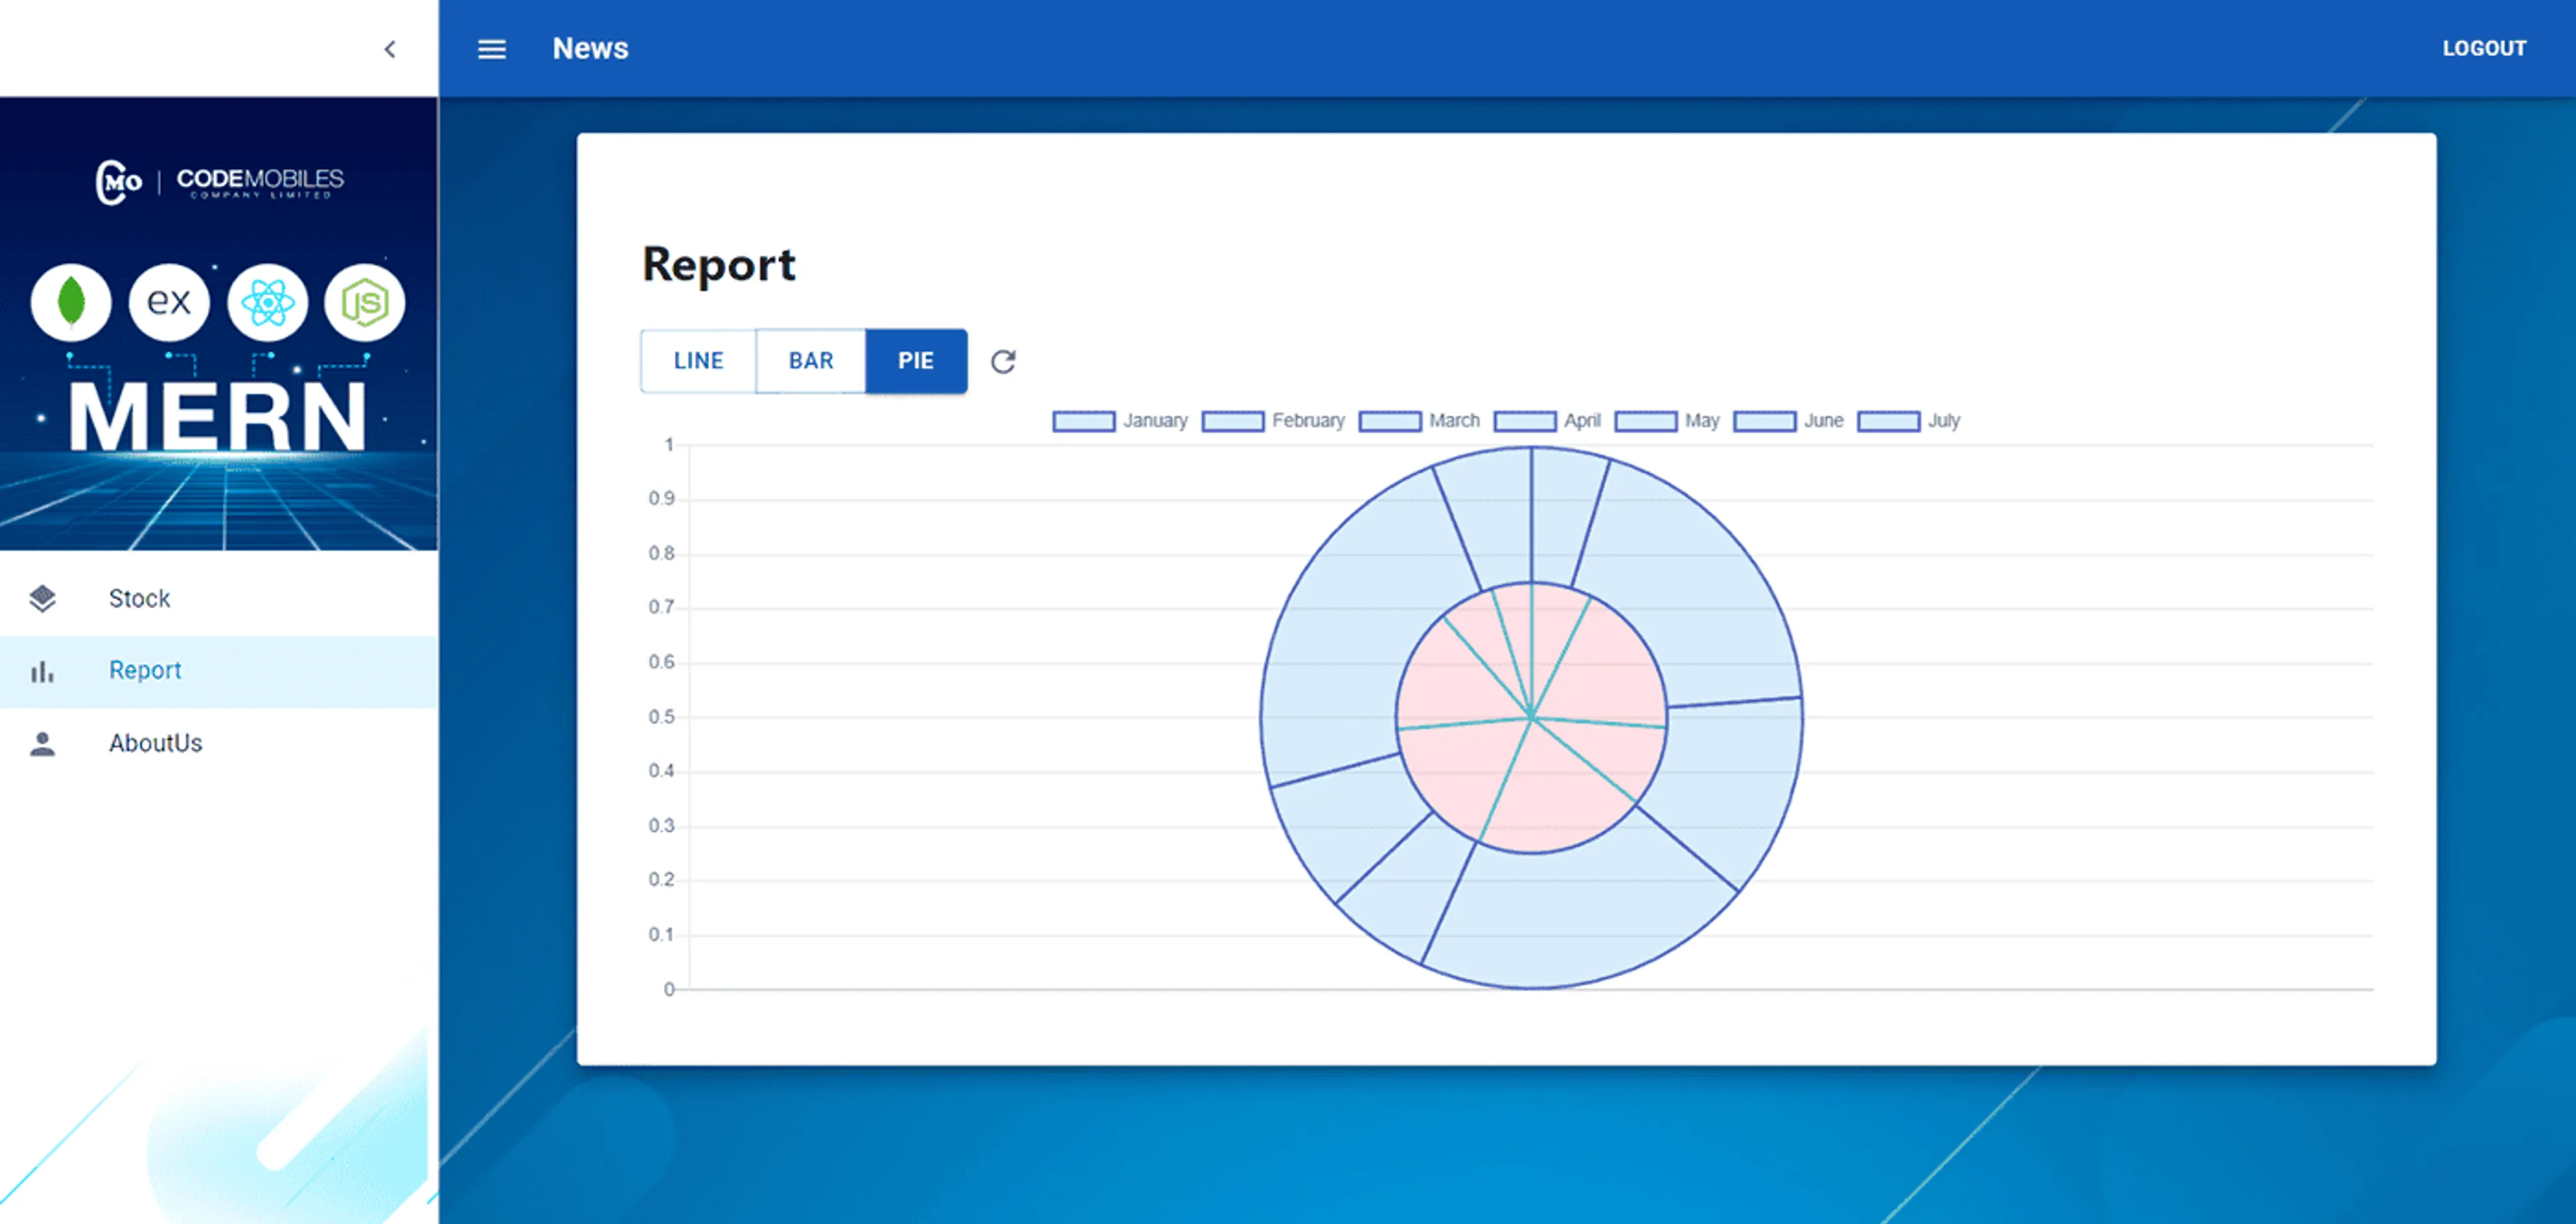 News
LOGOUT
CMO | CODEMOBILES
COMPANY LIMITED
ex
JS
MERN
Stock
Report
AboutUs
Report
LINE BAR PIE
January February March April May June July
1
0.9
0.8
0.7
0.6
0.5
0.4
0.3
0.2
0.1
0